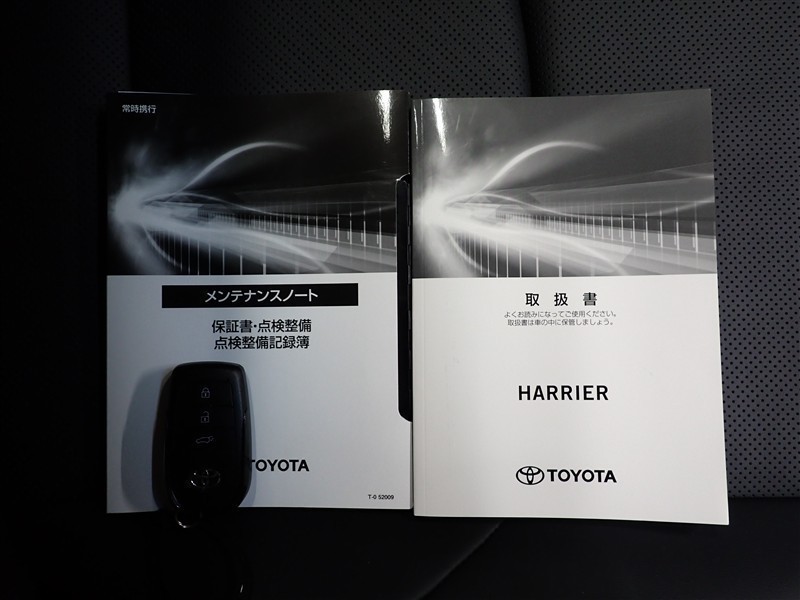 常時携行
メンテナンスノート
保証書・点検整備
点検整備記録簿
TOYOTA
T-0 52009
取扱書
よくお読みになってご使用ください。
取扱書は車の中に保管しましょう。
HARRIER
TOYOTA